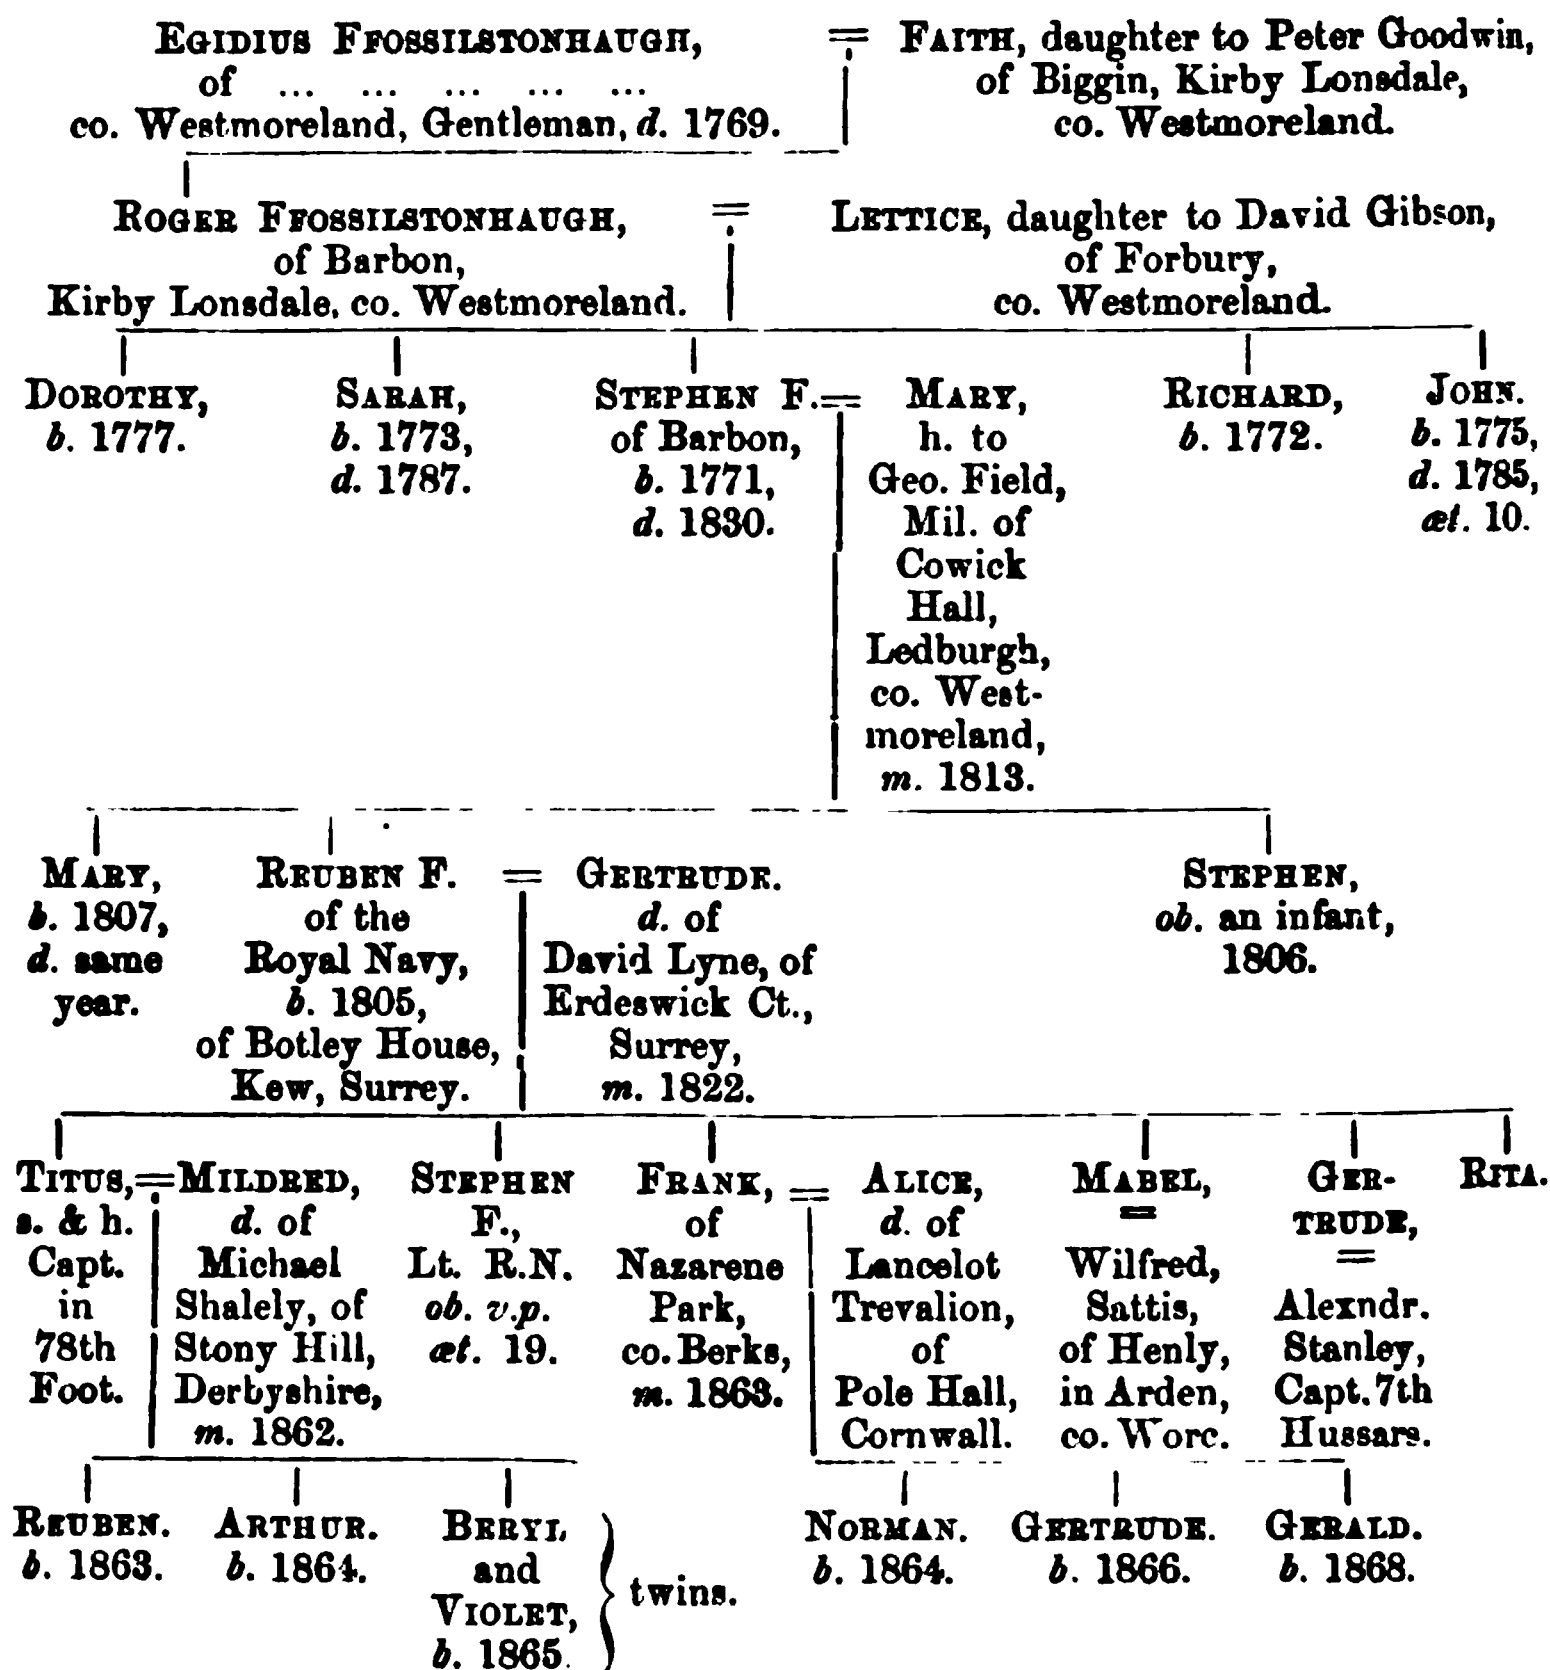 EGIDIUS FFOSSILSTONHAUGH,
of ... ... ... ... ...
co. Westmoreland, Gentleman, d. 1769.
=
FAITH, daughter to Peter Goodwin,
of Biggin, Kirby Lonsdale,
co. Westmoreland.
ROGER FFOSSILSTONHAUGH,
of Barbon,
Kirby Lonsdale, co. Westmoreland.
=
LETTICE, daughter to David Gibson,
of Forbury,
co. Westmoreland.
DOROTHY,
b. 1777.
SARAH,
b. 1773,
d. 1787.
STEPHEN F.
of Barbon,
b. 1771,
d. 1830.
=
MARY,
h. to
Geo. Field,
Mil. of
Cowick
Hall,
Ledburgh,
co. West-
moreland,
m. 1813.
RICHARD,
b. 1772.
JOHN.
b. 1775,
d. 1785,
æt. 10.
MARY,
b. 1807,
d. same
year.
REUBEN F.
of the
Royal Navy,
b. 1805,
of Botley House,
Kew, Surrey.
=
GERTRUDE.
d. of
David Lyne, of
Erdeswick Ct.,
Surrey,
m. 1822.
STEPHEN,
ob. an infant,
1806.
TITUS,
s. & h.
Capt.
in
78th
Foot.
=
MILDRED,
d. of
Michael
Shalely, of
Stony Hill,
Derbyshire,
m. 1862.
STEPHEN
F.,
Lt. R.N.
ob. v.p.
æt. 19.
FRANK,
of
Nazarene
Park,
co. Berks,
m. 1863.
=
ALICE,
d. of
Lancelot
Trevalion,
of
Pole Hall,
Cornwall.
MABEL,
=
Wilfred,
Sattis,
of Henly,
in Arden,
co. Worc.
GER-
TRUDE,
=
Alexndr.
Stanley,
Capt. 7th
Hussars.
RITA.
REUBEN.
b. 1863.
ARTHUR.
b. 1864.
BERYL
and
VIOLET,
b. 1865.
twins.
NORMAN.
b. 1864.
GERTRUDE.
b. 1866.
GERALD.
b. 1868.